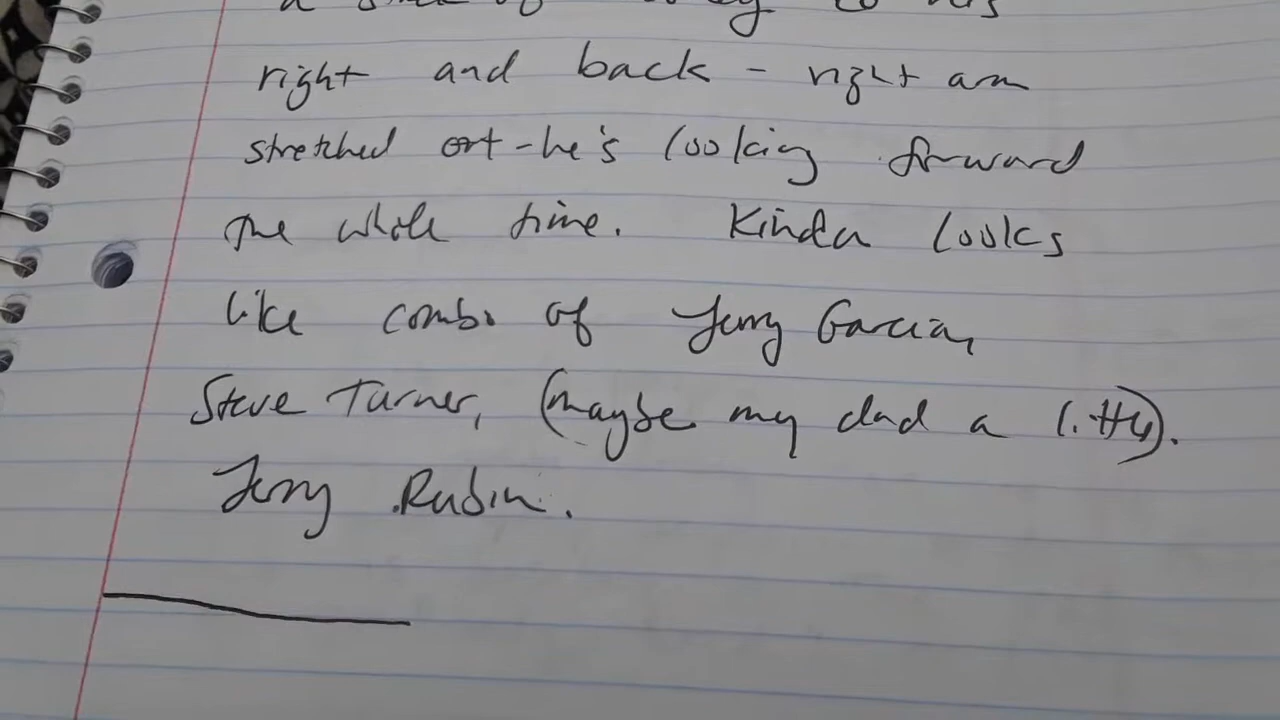 right and back - right arm
stretched out - he's looking forward
the whole time. Kinda looks
like combo of Jerry Garcia,
Steve Turner, (maybe my dad a little).
Jerry Rubin.